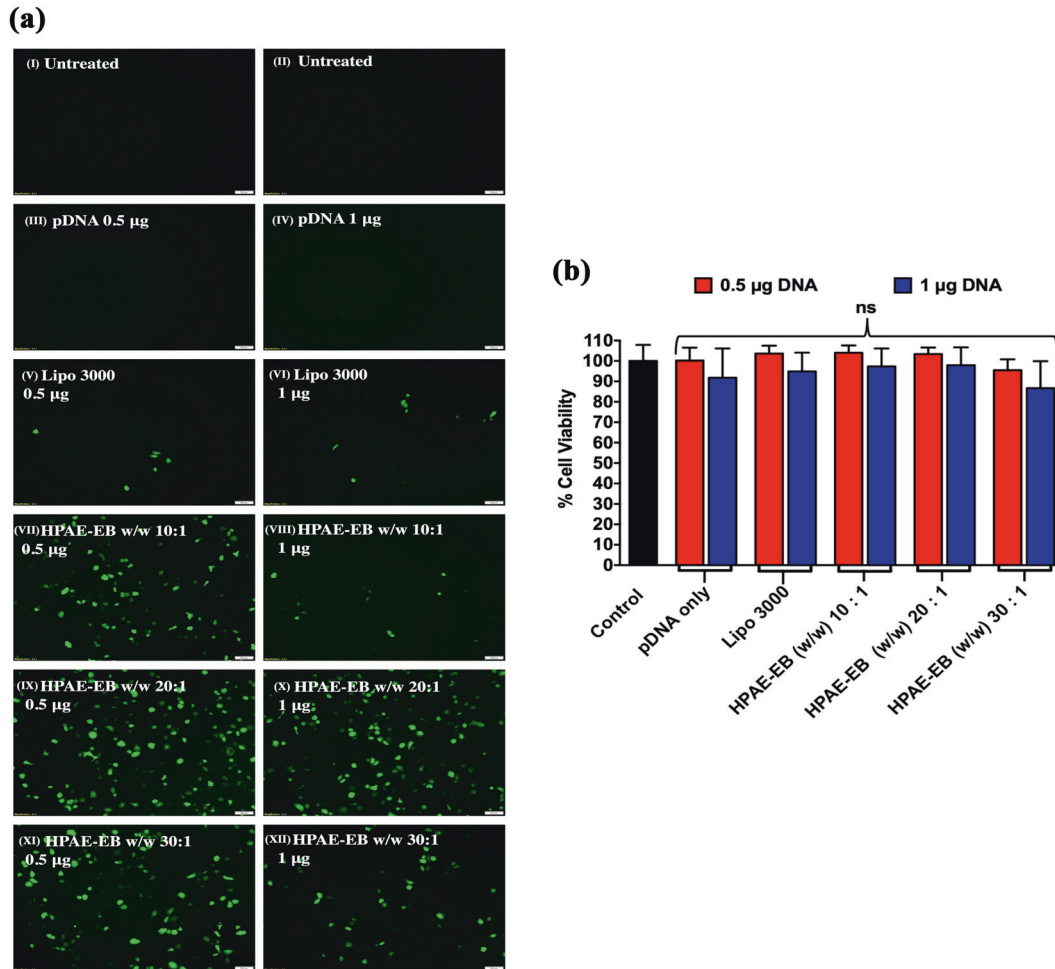 (a)
(I) Untreated
(II) Untreated
(III) pDNA 0.5 µg
(IV) pDNA 1 µg
(V) Lipo 3000
0.5 µg
(VI) Lipo 3000
1 µg
(VII) HPAE-EB w/w 10:1
0.5 µg
(VIII) HPAE-EB w/w 10:1
1 µg
(IX) HPAE-EB w/w 20:1
0.5 µg
(X) HPAE-EB w/w 20:1
1 µg
(XI) HPAE-EB w/w 30:1
0.5 µg
(XII) HPAE-EB w/w 30:1
1 µg
(b)
0.5 µg DNA
1 µg DNA
ns
% Cell Viability
110
100
90
80
70
60
50
40
30
20
10
0
Control
pDNA only
Lipo 3000
HPAE-EB (w/w) 10 : 1
HPAE-EB (w/w) 20 : 1
HPAE-EB (w/w) 30 : 1